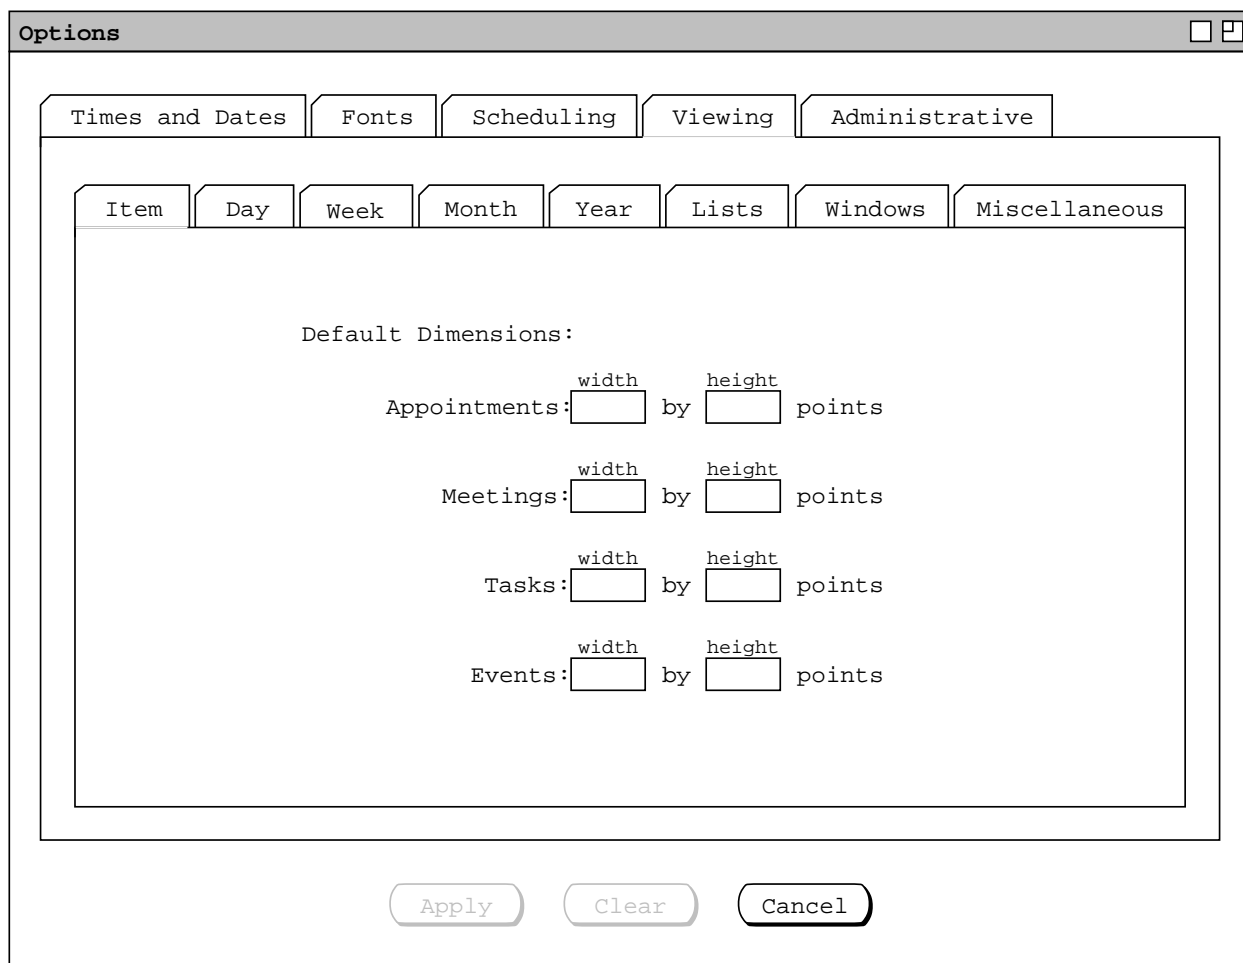 Options
Times and Dates Fonts Scheduling Viewing Administrative
Item Day Week Month Year Lists Windows Miscellaneous
Default Dimensions:
width height
Appointments: by points
width height
Meetings: by points
width height
Tasks: by points
width height
Events: by points
Apply Clear Cancel